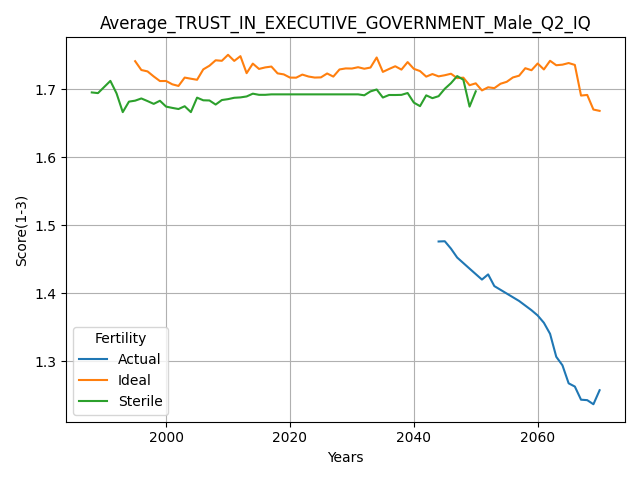 Average_TRUST_IN_EXECUTIVE_GOVERNMENT_Male_Q2_IQ
Score(1-3)
1.7
1.6
1.5
1.4
1.3
Fertility
Actual
Ideal
Sterile
2000
2020
2040
2060
Years